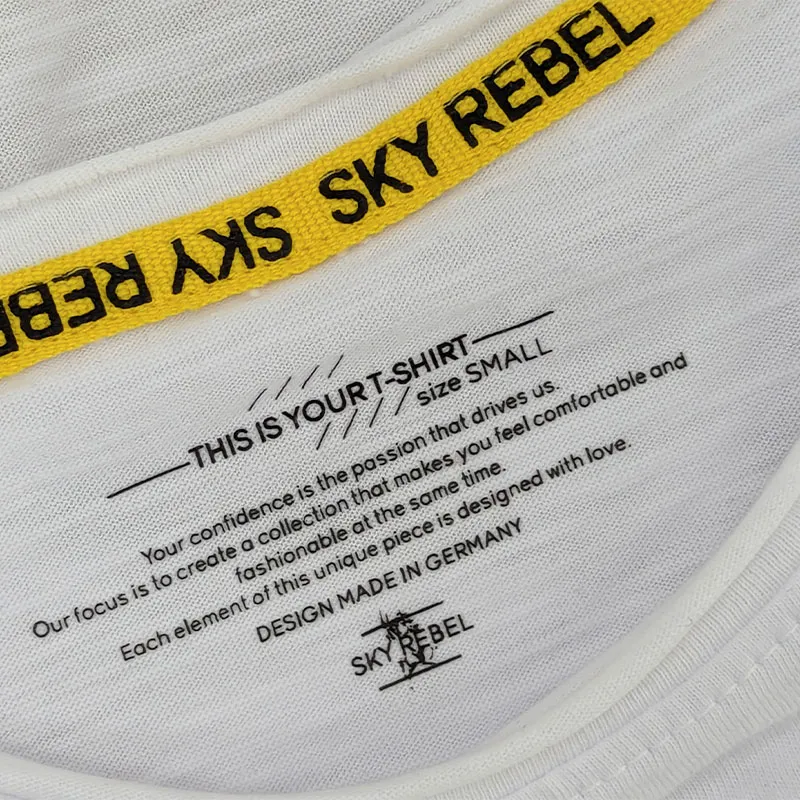 SKY REBEL SKY REBEL
THIS IS YOUR T-SHIRT
size SMALL
Your confidence is the passion that drives us.
Our focus is to create a collection that makes you feel comfortable and
fashionable at the same time.
Each element of this unique piece is designed with love.
DESIGN MADE IN GERMANY
SKY REBEL